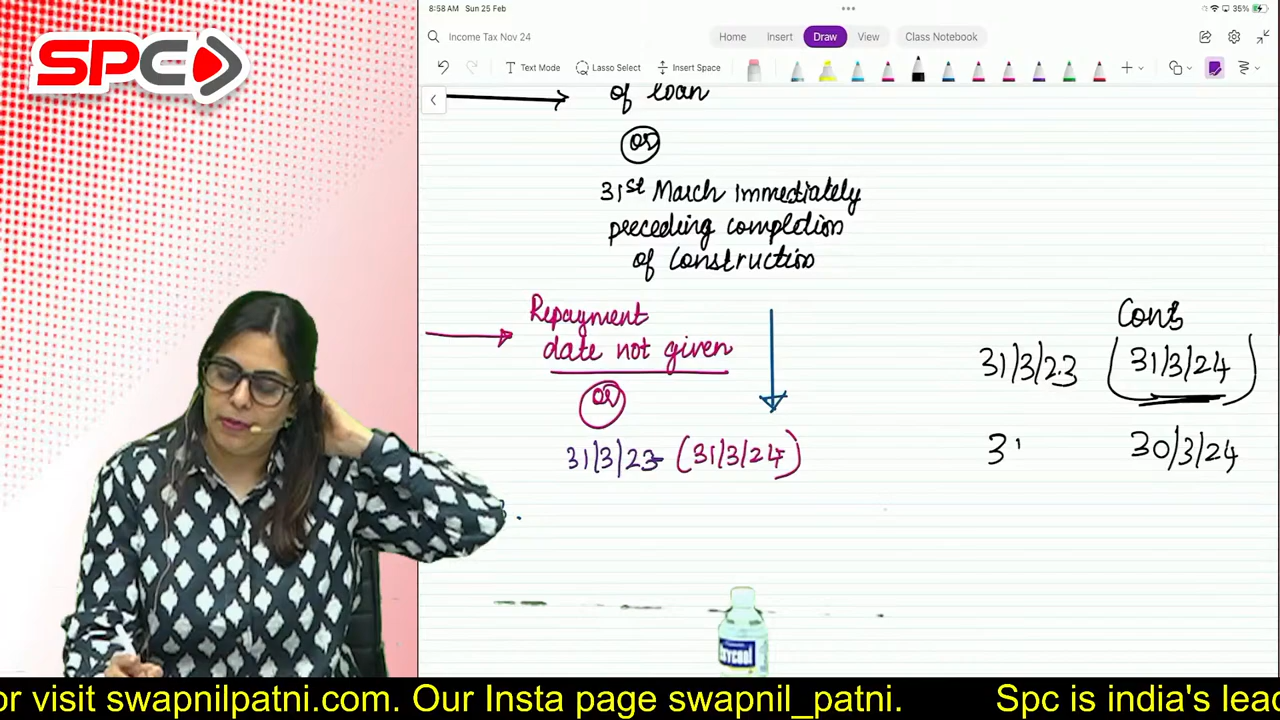 SPC
8:58 AM Sun 25 Feb
35%
Income Tax Nov 24
Home Insert Draw View Class Notebook
Text Mode Lasso Select Insert Space
of loan
or
31st March immediately
preceding completion
of Construction
Repayment
date not given
or
31/3/23 - (31/3/24)
Cons
31/3/23 (31/3/24)
31 30/3/24
or visit swapnilpatni.com. Our Insta page swapnil_patni. Spc is india's lead